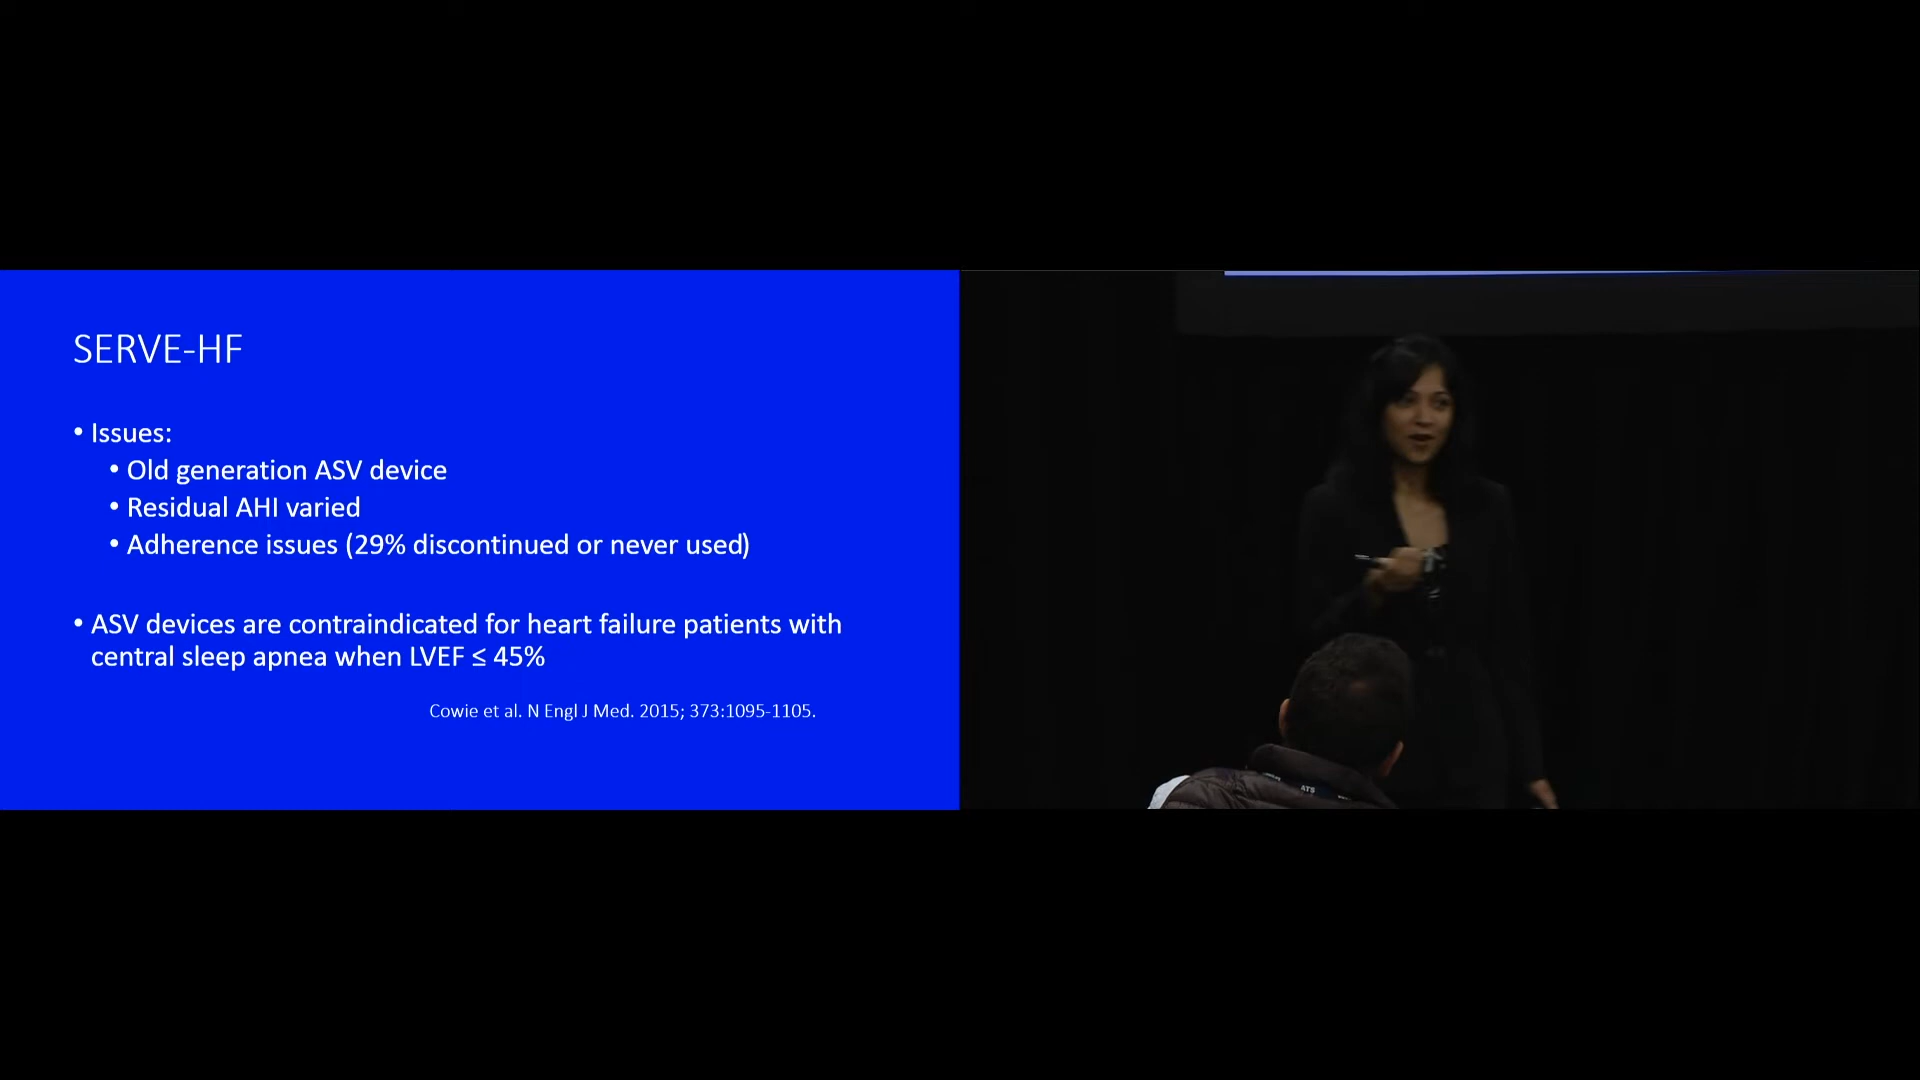 SERVE-HF
• Issues:
• Old generation ASV device
• Residual AHI varied
• Adherence issues (29% discontinued or never used)
• ASV devices are contraindicated for heart failure patients with
central sleep apnea when LVEF ≤ 45%
Cowie et al. N Engl J Med. 2015; 373:1095-1105.
ATS